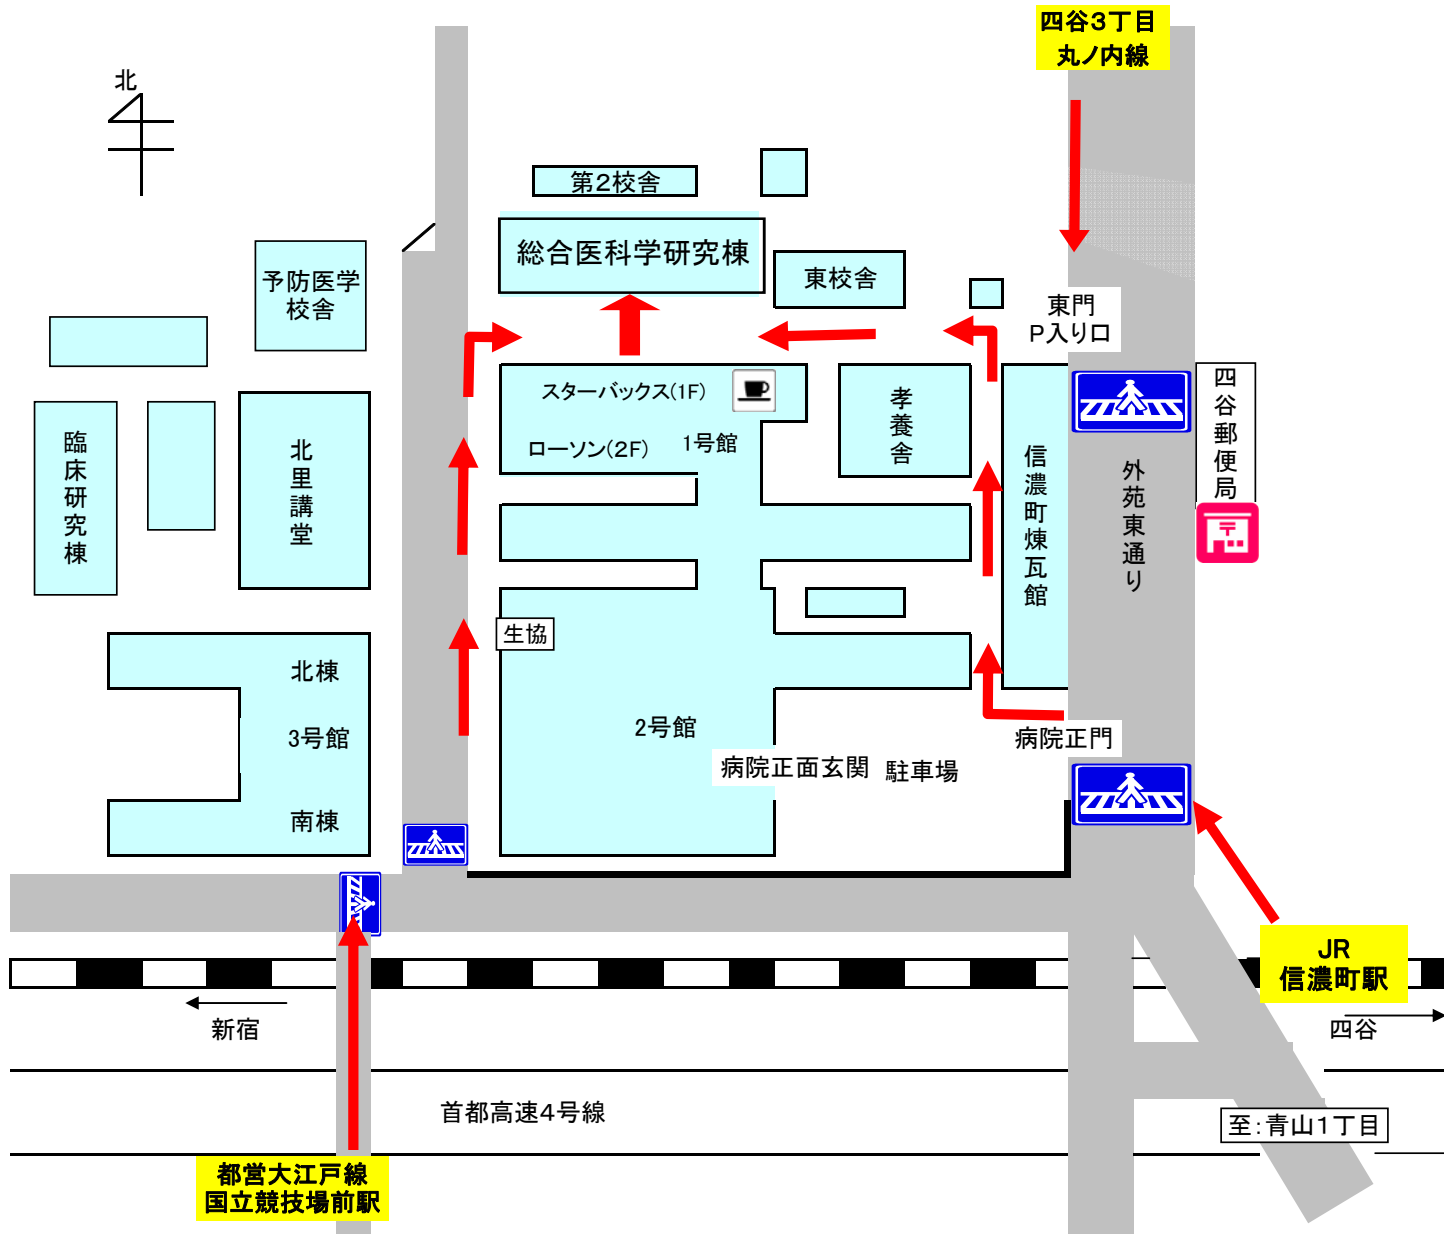 四谷３丁目
丸ノ内線
北
第２校舎
総合医科学研究棟
東校舎
予防医学
校舎
東門
P入り口
スターバックス(1F)
ローソン(2F)
1号館
孝養舎
信濃町煉瓦館
外苑東通り
四谷郵便局
臨床研究棟
北里講堂
生協
北棟
3号館
南棟
2号館
病院正面玄関
駐車場
病院正門
JR
信濃町駅
新宿
四谷
首都高速４号線
至:青山１丁目
都営大江戸線
国立競技場前駅